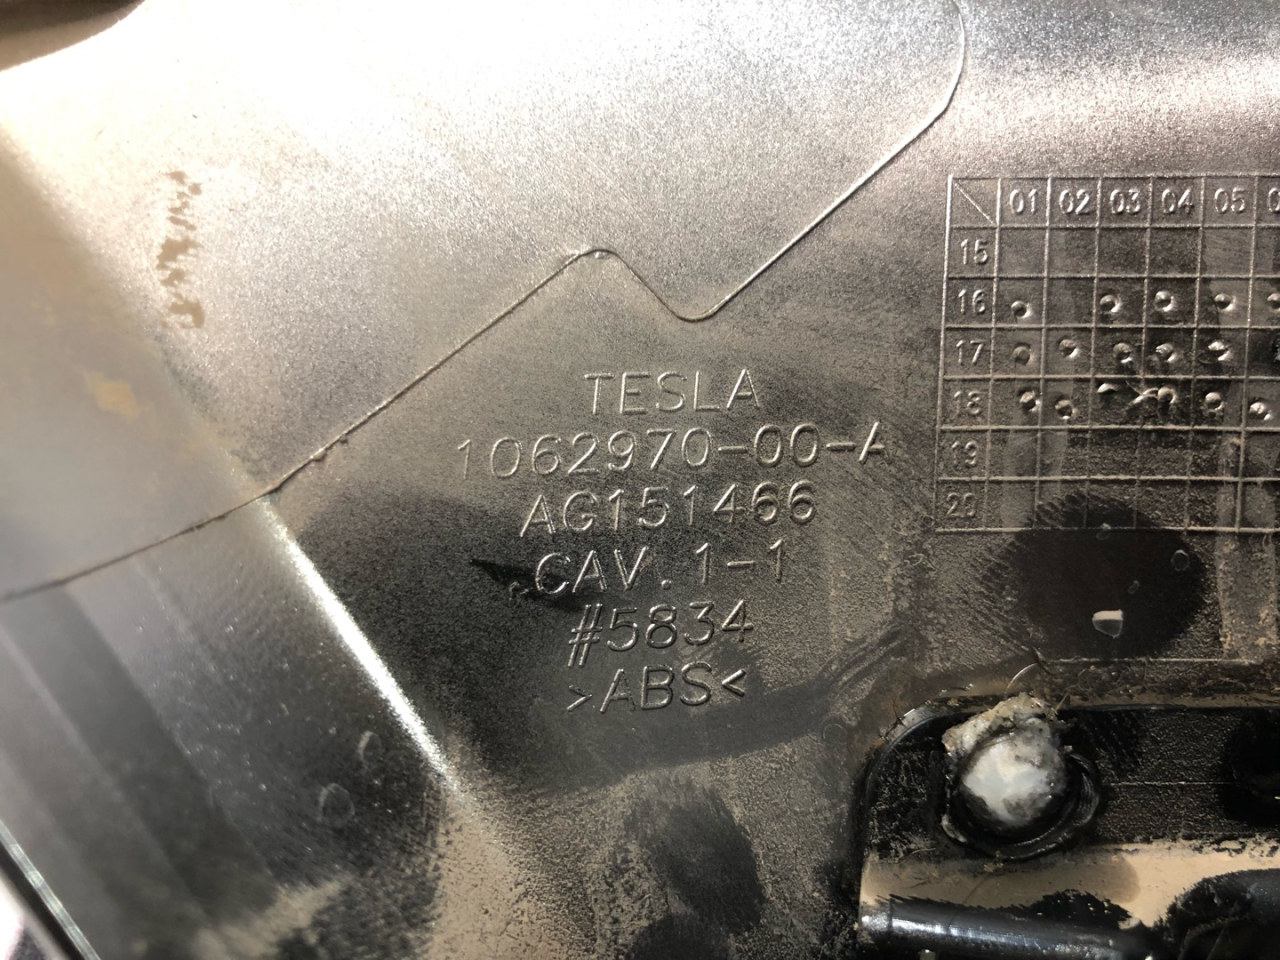 TESLA
1062970-00-A
AG151466
CAV. 1-1
#5834
>ABS<
01 02 03 04 05
15
16
17
18
19
20